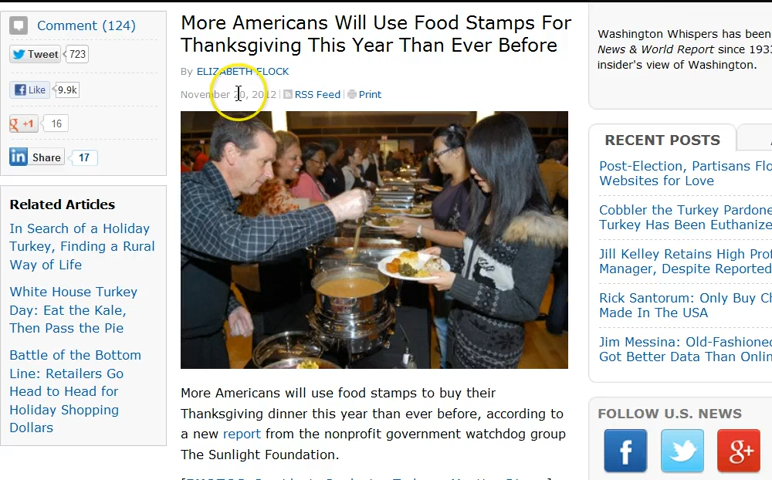 Comment (124)
Tweet 723
Like 9.9k
+1 16
Share 17
Related Articles
In Search of a Holiday
Turkey, Finding a Rural
Way of Life
White House Turkey
Day: Eat the Kale,
Then Pass the Pie
Battle of the Bottom
Line: Retailers Go
Head to Head for
Holiday Shopping
Dollars
More Americans Will Use Food Stamps For
Thanksgiving This Year Than Ever Before
By ELIZABETH FLOCK
November 20, 2012 | RSS Feed | Print
More Americans will use food stamps to buy their
Thanksgiving dinner this year than ever before, according to
a new report from the nonprofit government watchdog group
The Sunlight Foundation.
Washington Whispers has been
News & World Report since 193
insider's view of Washington.
RECENT POSTS
Post-Election, Partisans Flo
Websites for Love
Cobbler the Turkey Pardone
Turkey Has Been Euthanize
Jill Kelley Retains High Prof
Manager, Despite Reported
Rick Santorum: Only Buy Ch
Made In The USA
Jim Messina: Old-Fashioned
Got Better Data Than Onlin
FOLLOW U.S. NEWS